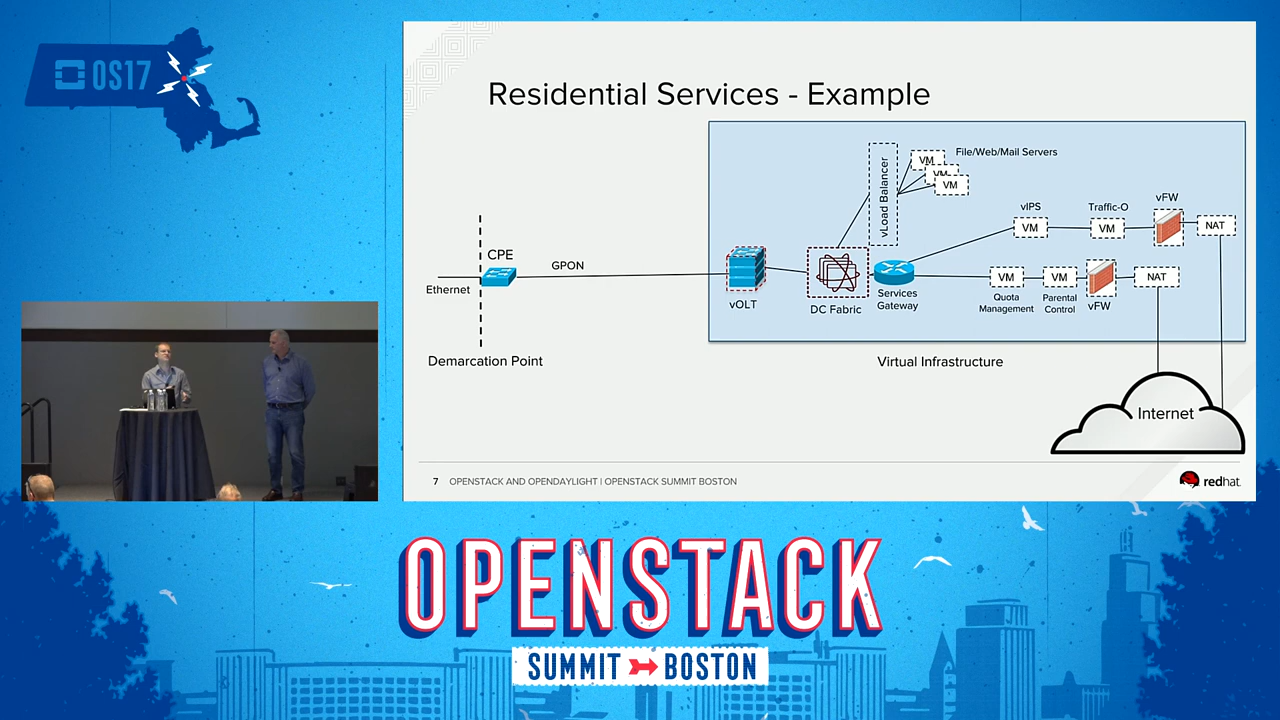 OS17
Residential Services - Example
File/Web/Mail Servers
VM
VM
VM
vLoad Balancer
vIPS
Traffic-O
vFW
VM
VM
NAT
CPE
GPON
Ethernet
vOLT
DC Fabric
Services
Gateway
VM
VM
NAT
Quota
Management
Parental
Control
vFW
Demarcation Point
Virtual Infrastructure
Internet
7 OPENSTACK AND OPENDAYLIGHT | OPENSTACK SUMMIT BOSTON
redhat.
OPENSTACK
SUMMIT BOSTON